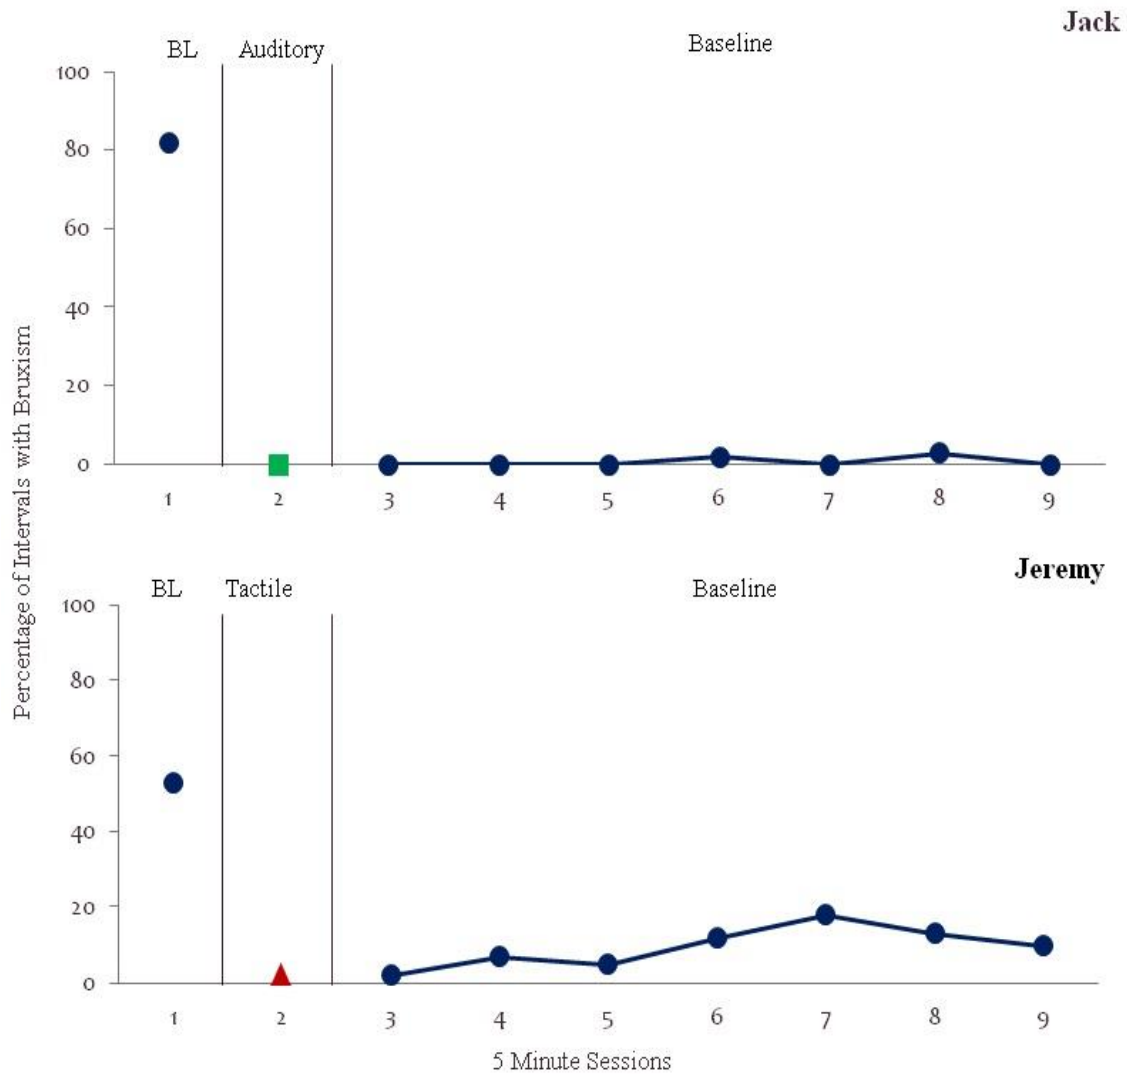 Jack
BL Auditory Baseline
100
80
60
40
20
0
1 2 3 4 5 6 7 8 9
Percentage of Intervals with Bruxism
Jeremy
BL Tactile Baseline
100
80
60
40
20
0
1 2 3 4 5 6 7 8 9
5 Minute Sessions